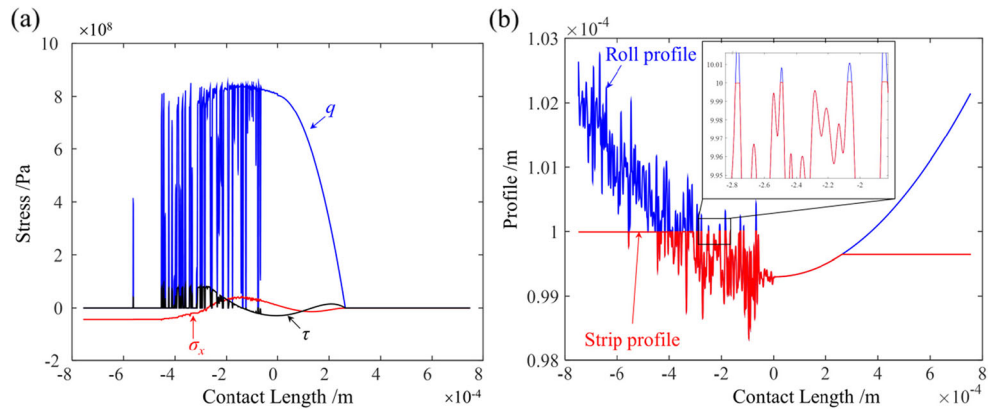 (a)
×10⁸
10
8
6
4
2
0
-2
Stress /Pa
q
σx
τ
-8 -6 -4 -2 0 2 4 6 8
Contact Length /m ×10⁻⁴
(b)
×10⁻⁴
1.03
1.02
1.01
1
0.99
0.98
Profile /m
Roll profile
10.01
10
9.99
9.98
9.97
9.96
9.95
-2.8 -2.6 -2.4 -2.2 -2
Strip profile
-8 -6 -4 -2 0 2 4 6 8
Contact Length /m ×10⁻⁴